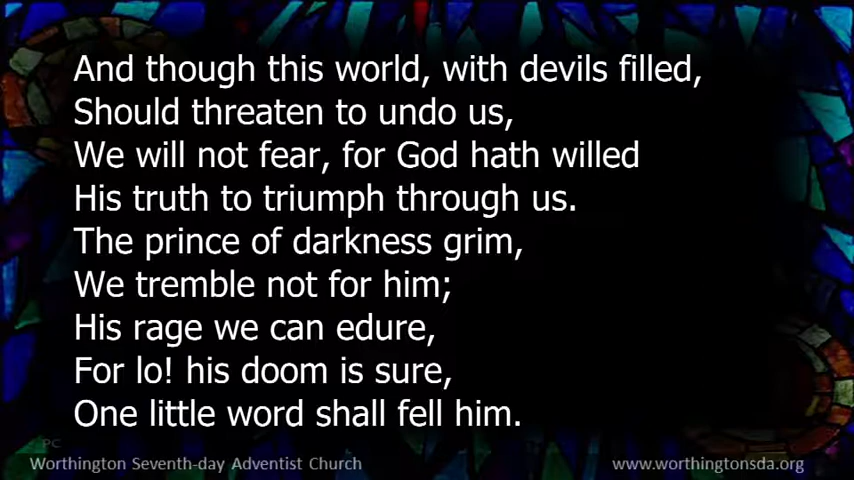 And though this world, with devils filled,
Should threaten to undo us,
We will not fear, for God hath willed
His truth to triumph through us.
The prince of darkness grim,
We tremble not for him;
His rage we can edure,
For lo! his doom is sure,
One little word shall fell him.
PC
Worthington Seventh-day Adventist Church
www.worthingtonsda.org